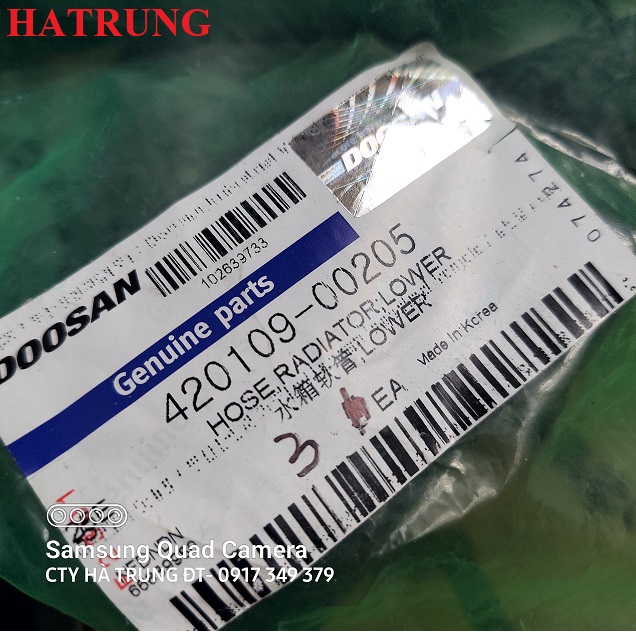 HATRUNG
DOOSAN
102639733
DOOSAN
Genuine parts
420109-00205
HOSE,RADIATOR;LOWER
水箱软管"LOWER"
3 EA
Made in Korea
074274
Samsung Quad Camera
CTY HÀ TRUNG ĐT- 0917 349 379